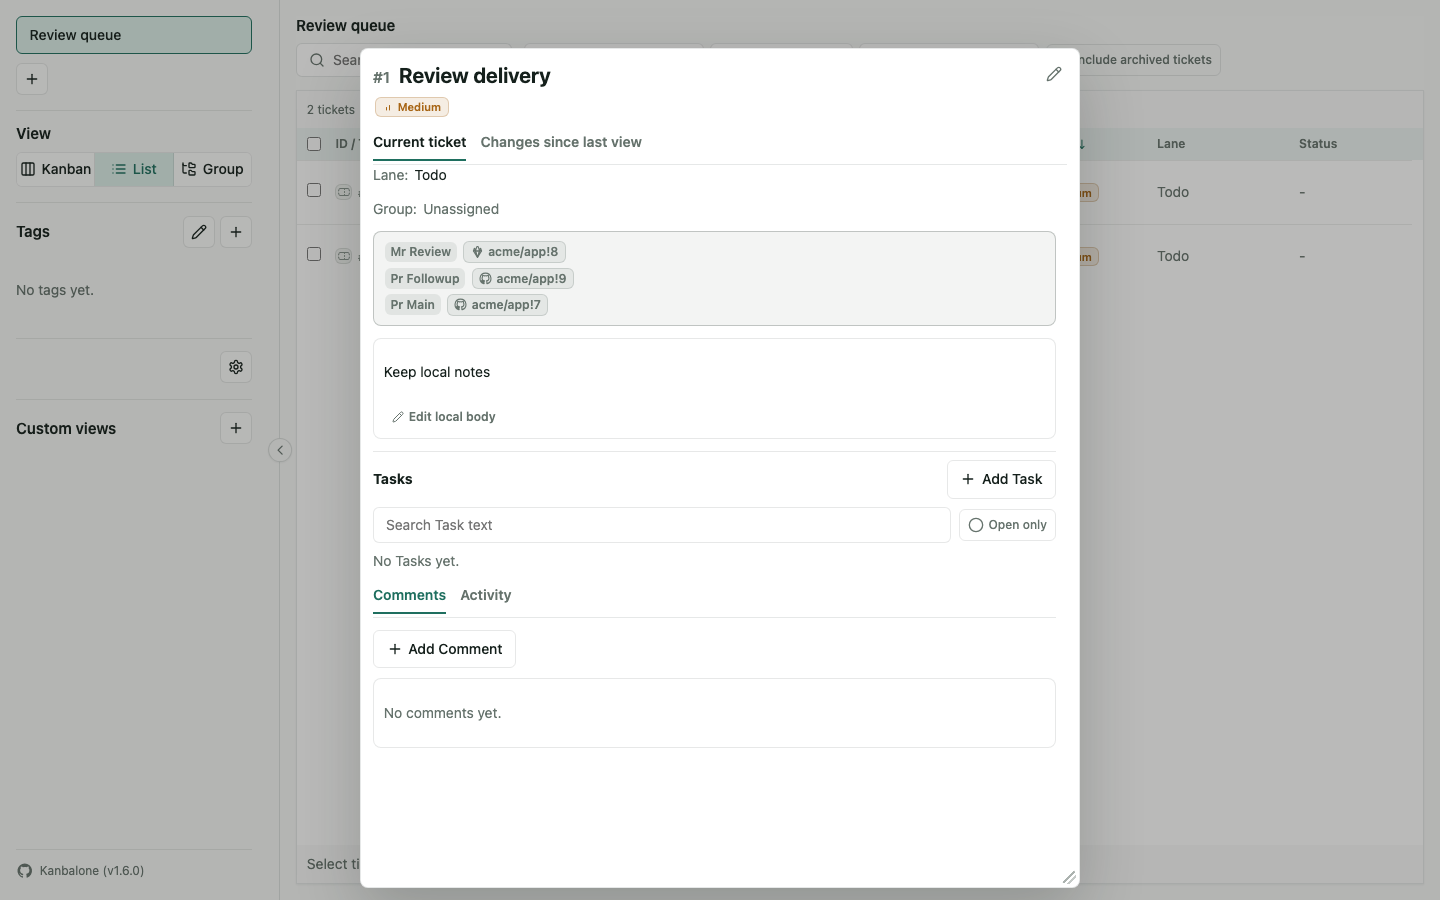 Review queue
View
Kanban
List
Group
Tags
No tags yet.
Custom views
Kanbalone (v1.6.0)
Review queue
include archived tickets
2 tickets
ID /
Lane
Status
Todo
-
Todo
-
#1 Review delivery
Medium
Current ticket
Changes since last view
Lane: Todo
Group: Unassigned
Mr Review acme/app!8
Pr Followup acme/app!9
Pr Main acme/app!7
Keep local notes
Edit local body
Tasks
Add Task
Search Task text
Open only
No Tasks yet.
Comments
Activity
Add Comment
No comments yet.